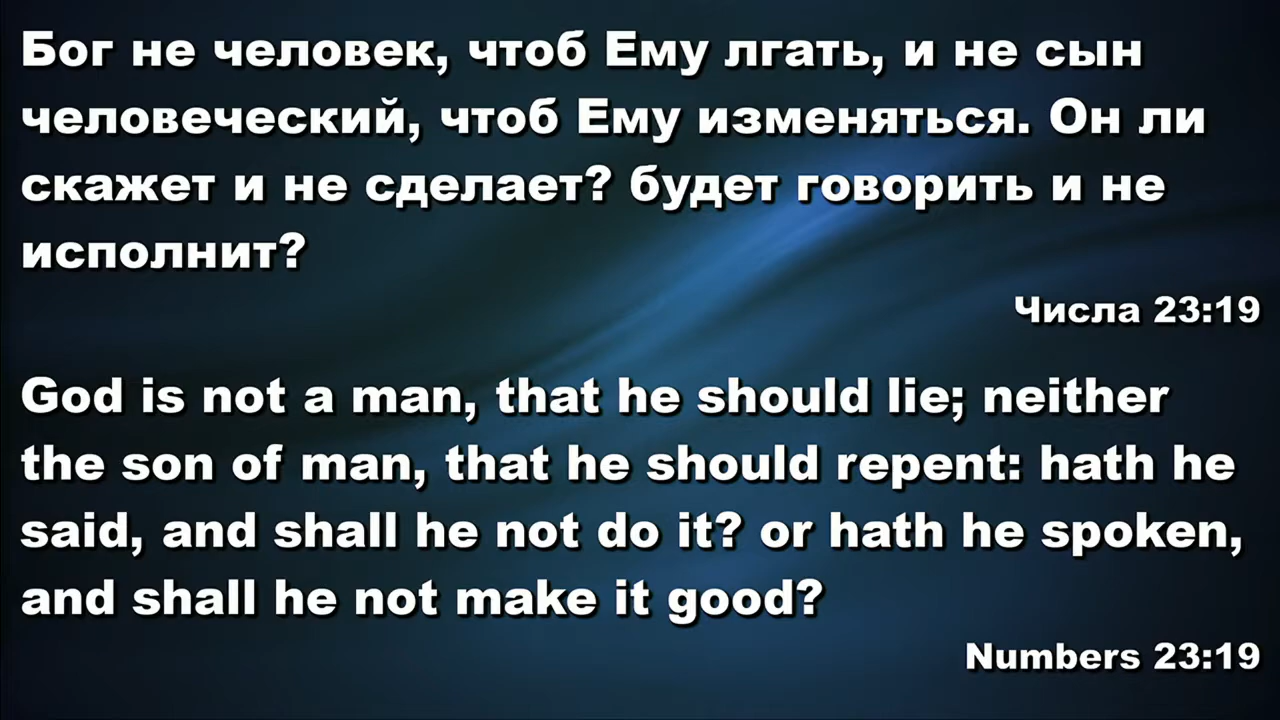 Бог не человек, чтоб Ему лгать, и не сын
человеческий, чтоб Ему изменяться. Он ли
скажет и не сделает? будет говорить и не
исполнит?
Числа 23:19
God is not a man, that he should lie; neither
the son of man, that he should repent: hath he
said, and shall he not do it? or hath he spoken,
and shall he not make it good?
Numbers 23:19